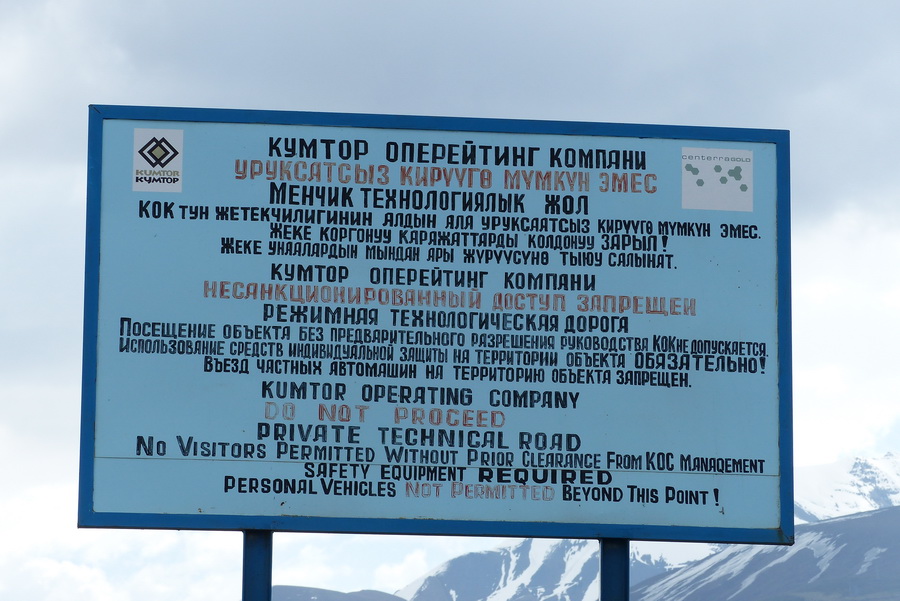 KUMTOR
КУМТОР
centerraGOLD
КУМТОР ОПЕРЕЙТИНГ КОМПАНИ
УРУКСАТСЫЗ КИРҮҮГӨ МҮМКҮН ЭМЕС
МЕНЧИК ТЕХНОЛОГИЯЛЫК ЖОЛ
КОК ТУН ЖЕТЕКЧИЛИГИНИН АЛДЫН АЛА УРУКСААТСЫЗ КИРҮҮГӨ МҮМКҮН ЭМЕС.
ЖЕКЕ КОРГОНУУ КАРАЖАТТАРДЫ КОЛДОНУУ ЗАРЫЛ!
ЖЕКЕ УНААЛАРДЫН МЫНДАН АРЫ ЖҮРҮҮСҮНӨ ТЫЮУ САЛЫНАТ.
КУМТОР ОПЕРЕЙТИНГ КОМПАНИ
НЕСАНКЦИОНИРОВАННЫЙ ДОСТУП ЗАПРЕЩЕН
РЕЖИМНАЯ ТЕХНОЛОГИЧЕСКАЯ ДОРОГА
ПОСЕЩЕНИЕ ОБЪЕКТА БЕЗ ПРЕДВАРИТЕЛЬНОГО РАЗРЕШЕНИЯ РУКОВОДСТВА КОК НЕ ДОПУСКАЕТСЯ.
ИСПОЛЬЗОВАНИЕ СРЕДСТВ ИНДИВИДУАЛЬНОЙ ЗАЩИТЫ НА ТЕРРИТОРИИ ОБЪЕКТА ОБЯЗАТЕЛЬНО!
ВЪЕЗД ЧАСТНЫХ АВТОМАШИН НА ТЕРРИТОРИЮ ОБЪЕКТА ЗАПРЕЩЕН.
KUMTOR OPERATING COMPANY
DO NOT PROCEED
PRIVATE TECHNICAL ROAD
NO VISITORS PERMITTED WITHOUT PRIOR CLEARANCE FROM KOC MANAGEMENT
SAFETY EQUIPMENT REQUIRED
PERSONAL VEHICLES NOT PERMITTED BEYOND THIS POINT!